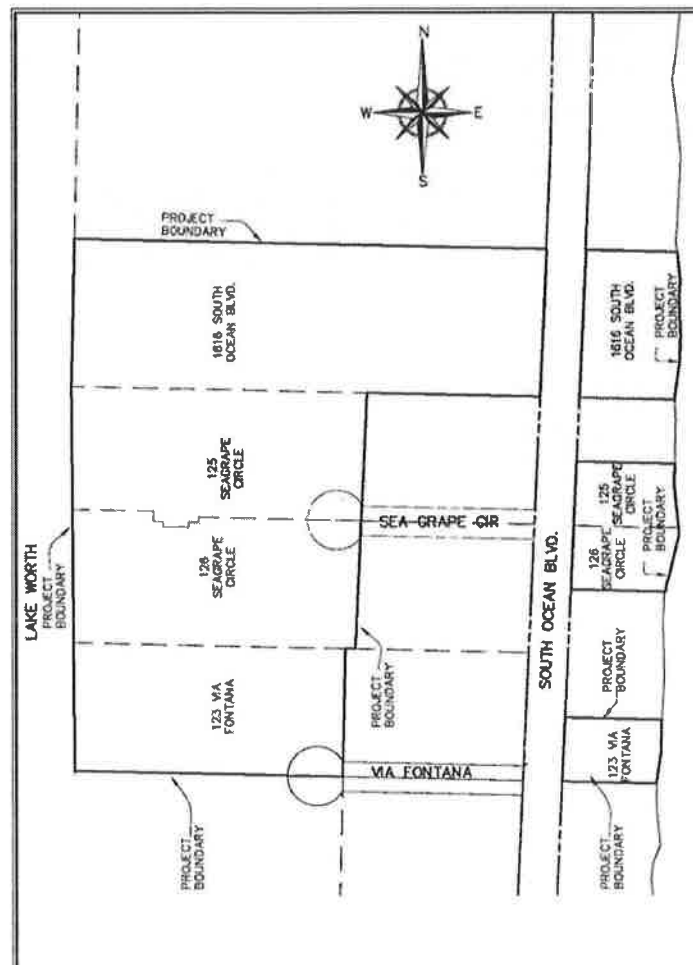 N
W
E
S
PROJECT
BOUNDARY
1616 SOUTH
OCEAN BLVD.
1616 SOUTH
OCEAN BLVD.
PROJECT
BOUNDARY
125
SEAGRAPE
CIRCLE
125
SEAGRAPE
CIRCLE
SEA GRAPE CIR
LAKE WORTH
PROJECT
BOUNDARY
126
SEAGRAPE
CIRCLE
126
SEAGRAPE
CIRCLE
PROJECT
BOUNDARY
SOUTH OCEAN BLVD.
PROJECT
BOUNDARY
PROJECT
BOUNDARY
123 VIA
FONTANA
123 VIA
FONTANA
VIA FONTANA
PROJECT
BOUNDARY
PROJECT
BOUNDARY